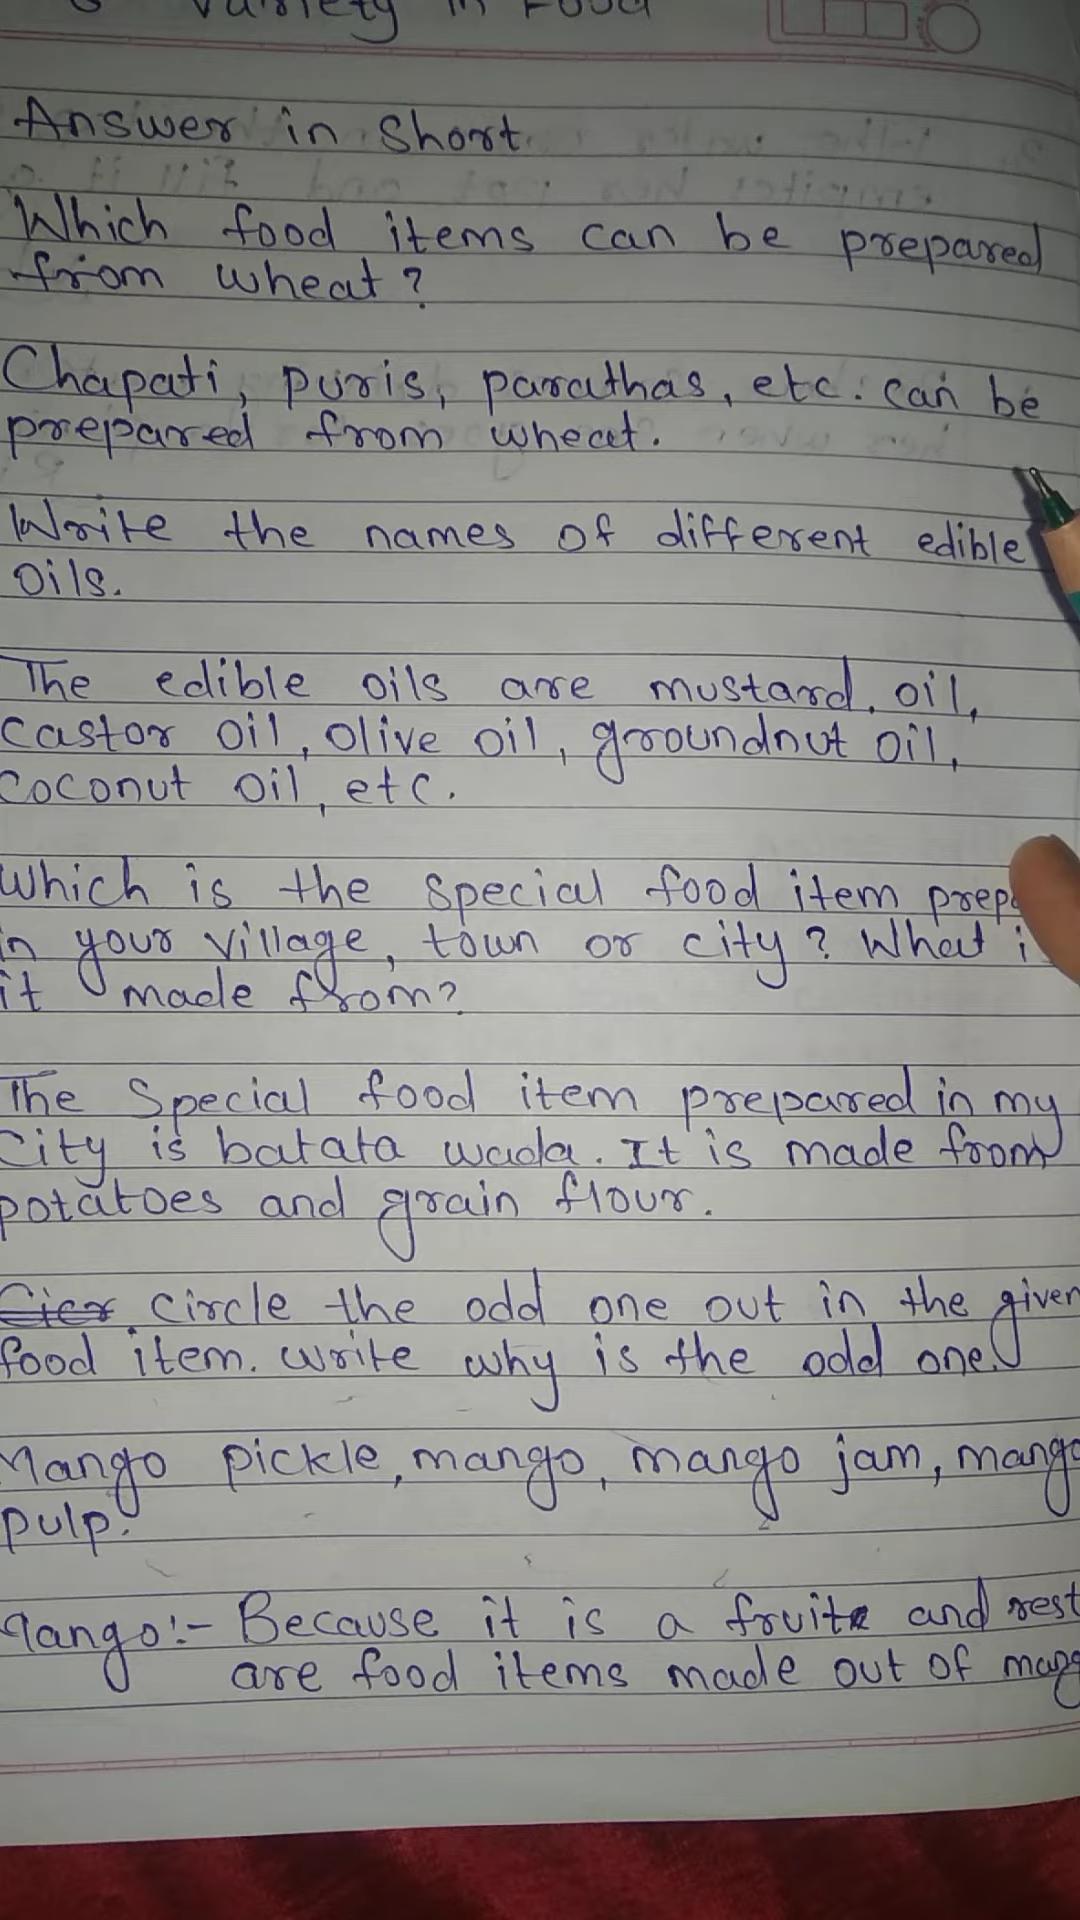 Variety in Food
Answer in short
Which food items can be prepared
from wheat?
Chapati, puris, parathas, etc. can be
prepared from wheat.
Write the names of different edible
oils.
The edible oils are mustard oil,
castor oil, olive oil, groundnut oil,
coconut oil, etc.
Which is the special food item
in your village, town or city? What
it made from?
The special food item prepared in my
city is batata wada. It is made from
potatoes and grain flour.
circle the odd one out in the given
food item. write why is the odd one.
Mango pickle, mango, mango jam, mango
pulp.
Mango:- Because it is a fruit and rest
are food items made out of